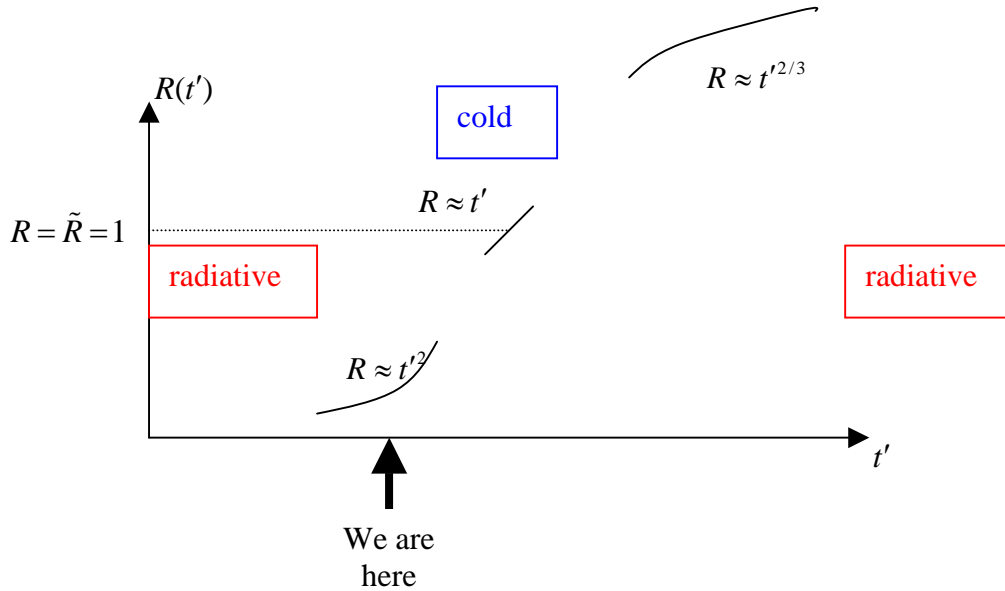 R ≈ t′^{2/3}
R(t′)
cold
R ≈ t′
R = R̃ = 1
radiative
radiative
R ≈ t′²
t′
We are
here